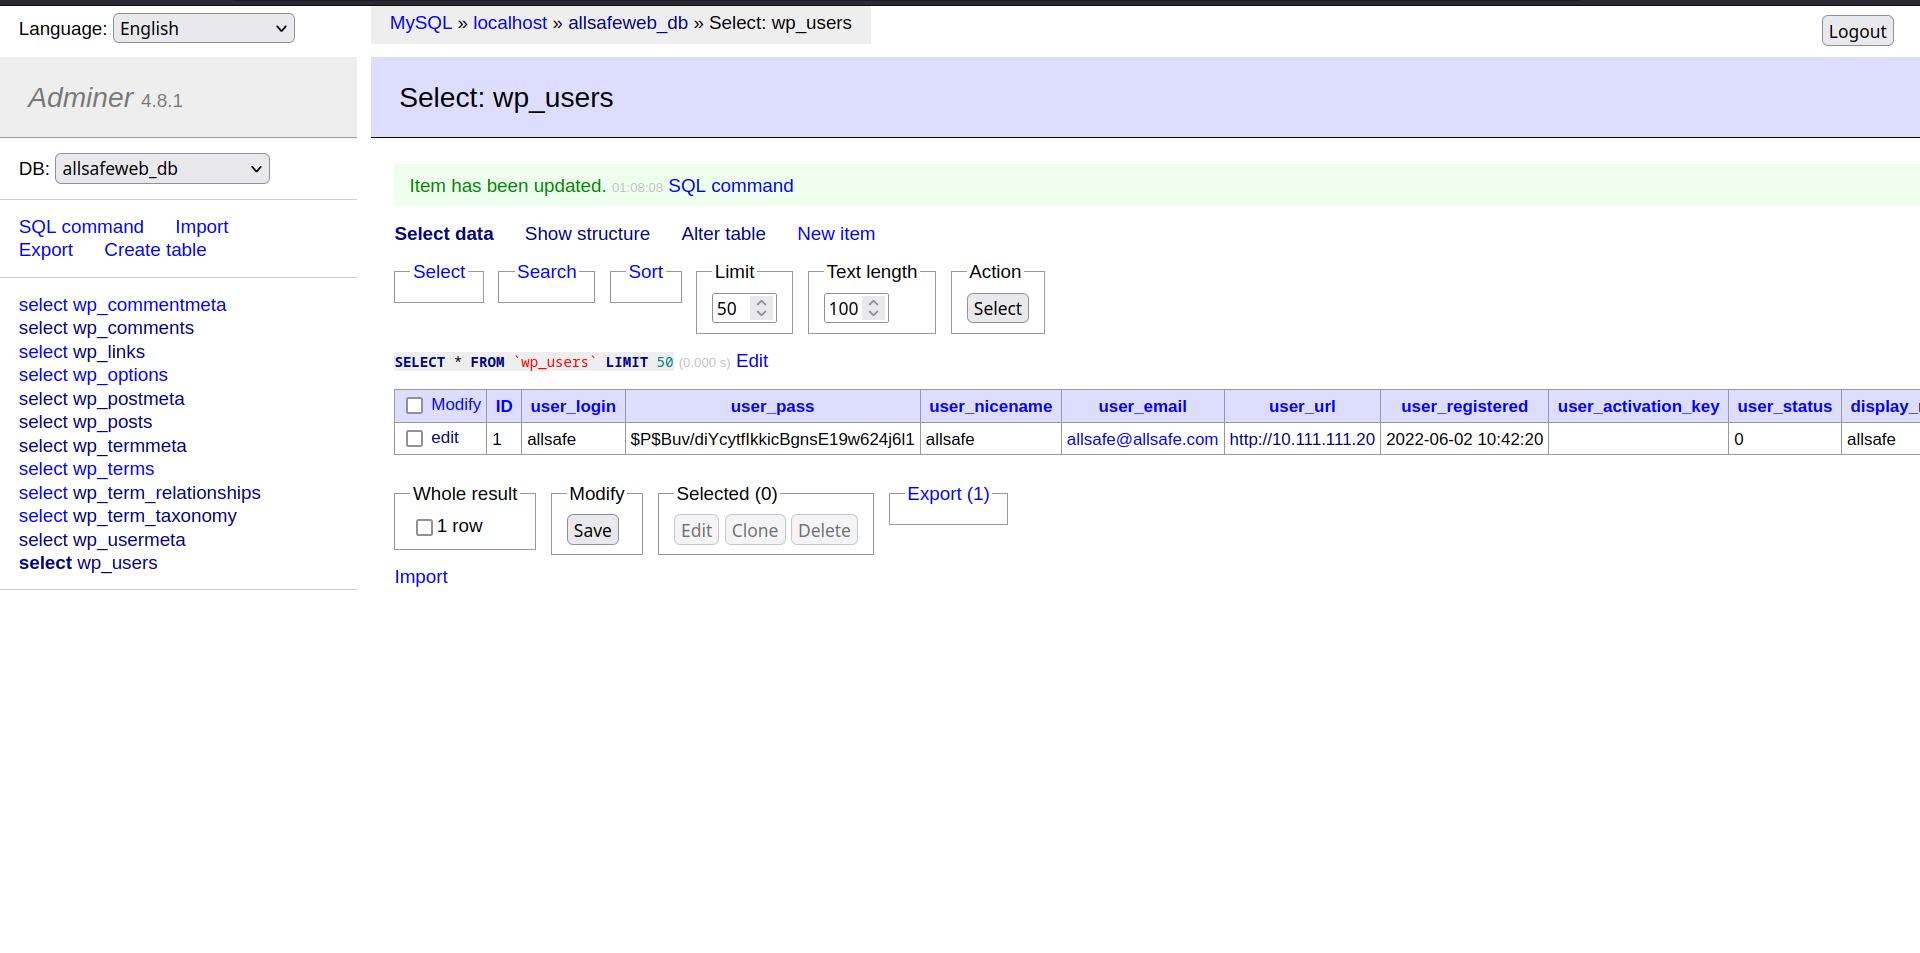 Language: English
MySQL » localhost » allsafeweb_db » Select: wp_users
Logout
Adminer 4.8.1
Select: wp_users
DB: allsafeweb_db
Item has been updated. 01:08:08 SQL command
SQL command Import
Export Create table
Select data Show structure Alter table New item
Select Search Sort Limit Text length Action
50 100 Select
select wp_commentmeta
select wp_comments
select wp_links
select wp_options
select wp_postmeta
select wp_posts
select wp_termmeta
select wp_terms
select wp_term_relationships
select wp_term_taxonomy
select wp_usermeta
select wp_users
SELECT * FROM `wp_users` LIMIT 50 (0.000 s) Edit
Modify ID user_login user_pass user_nicename user_email user_url user_registered user_activation_key user_status
edit 1 allsafe allsafe allsafe@allsafe.com http://10.111.111.20 2022-06-02 10:42:20 0 allsafe
Whole result Modify Selected (0) Export (1)
1 row Save Edit Clone Delete
Import